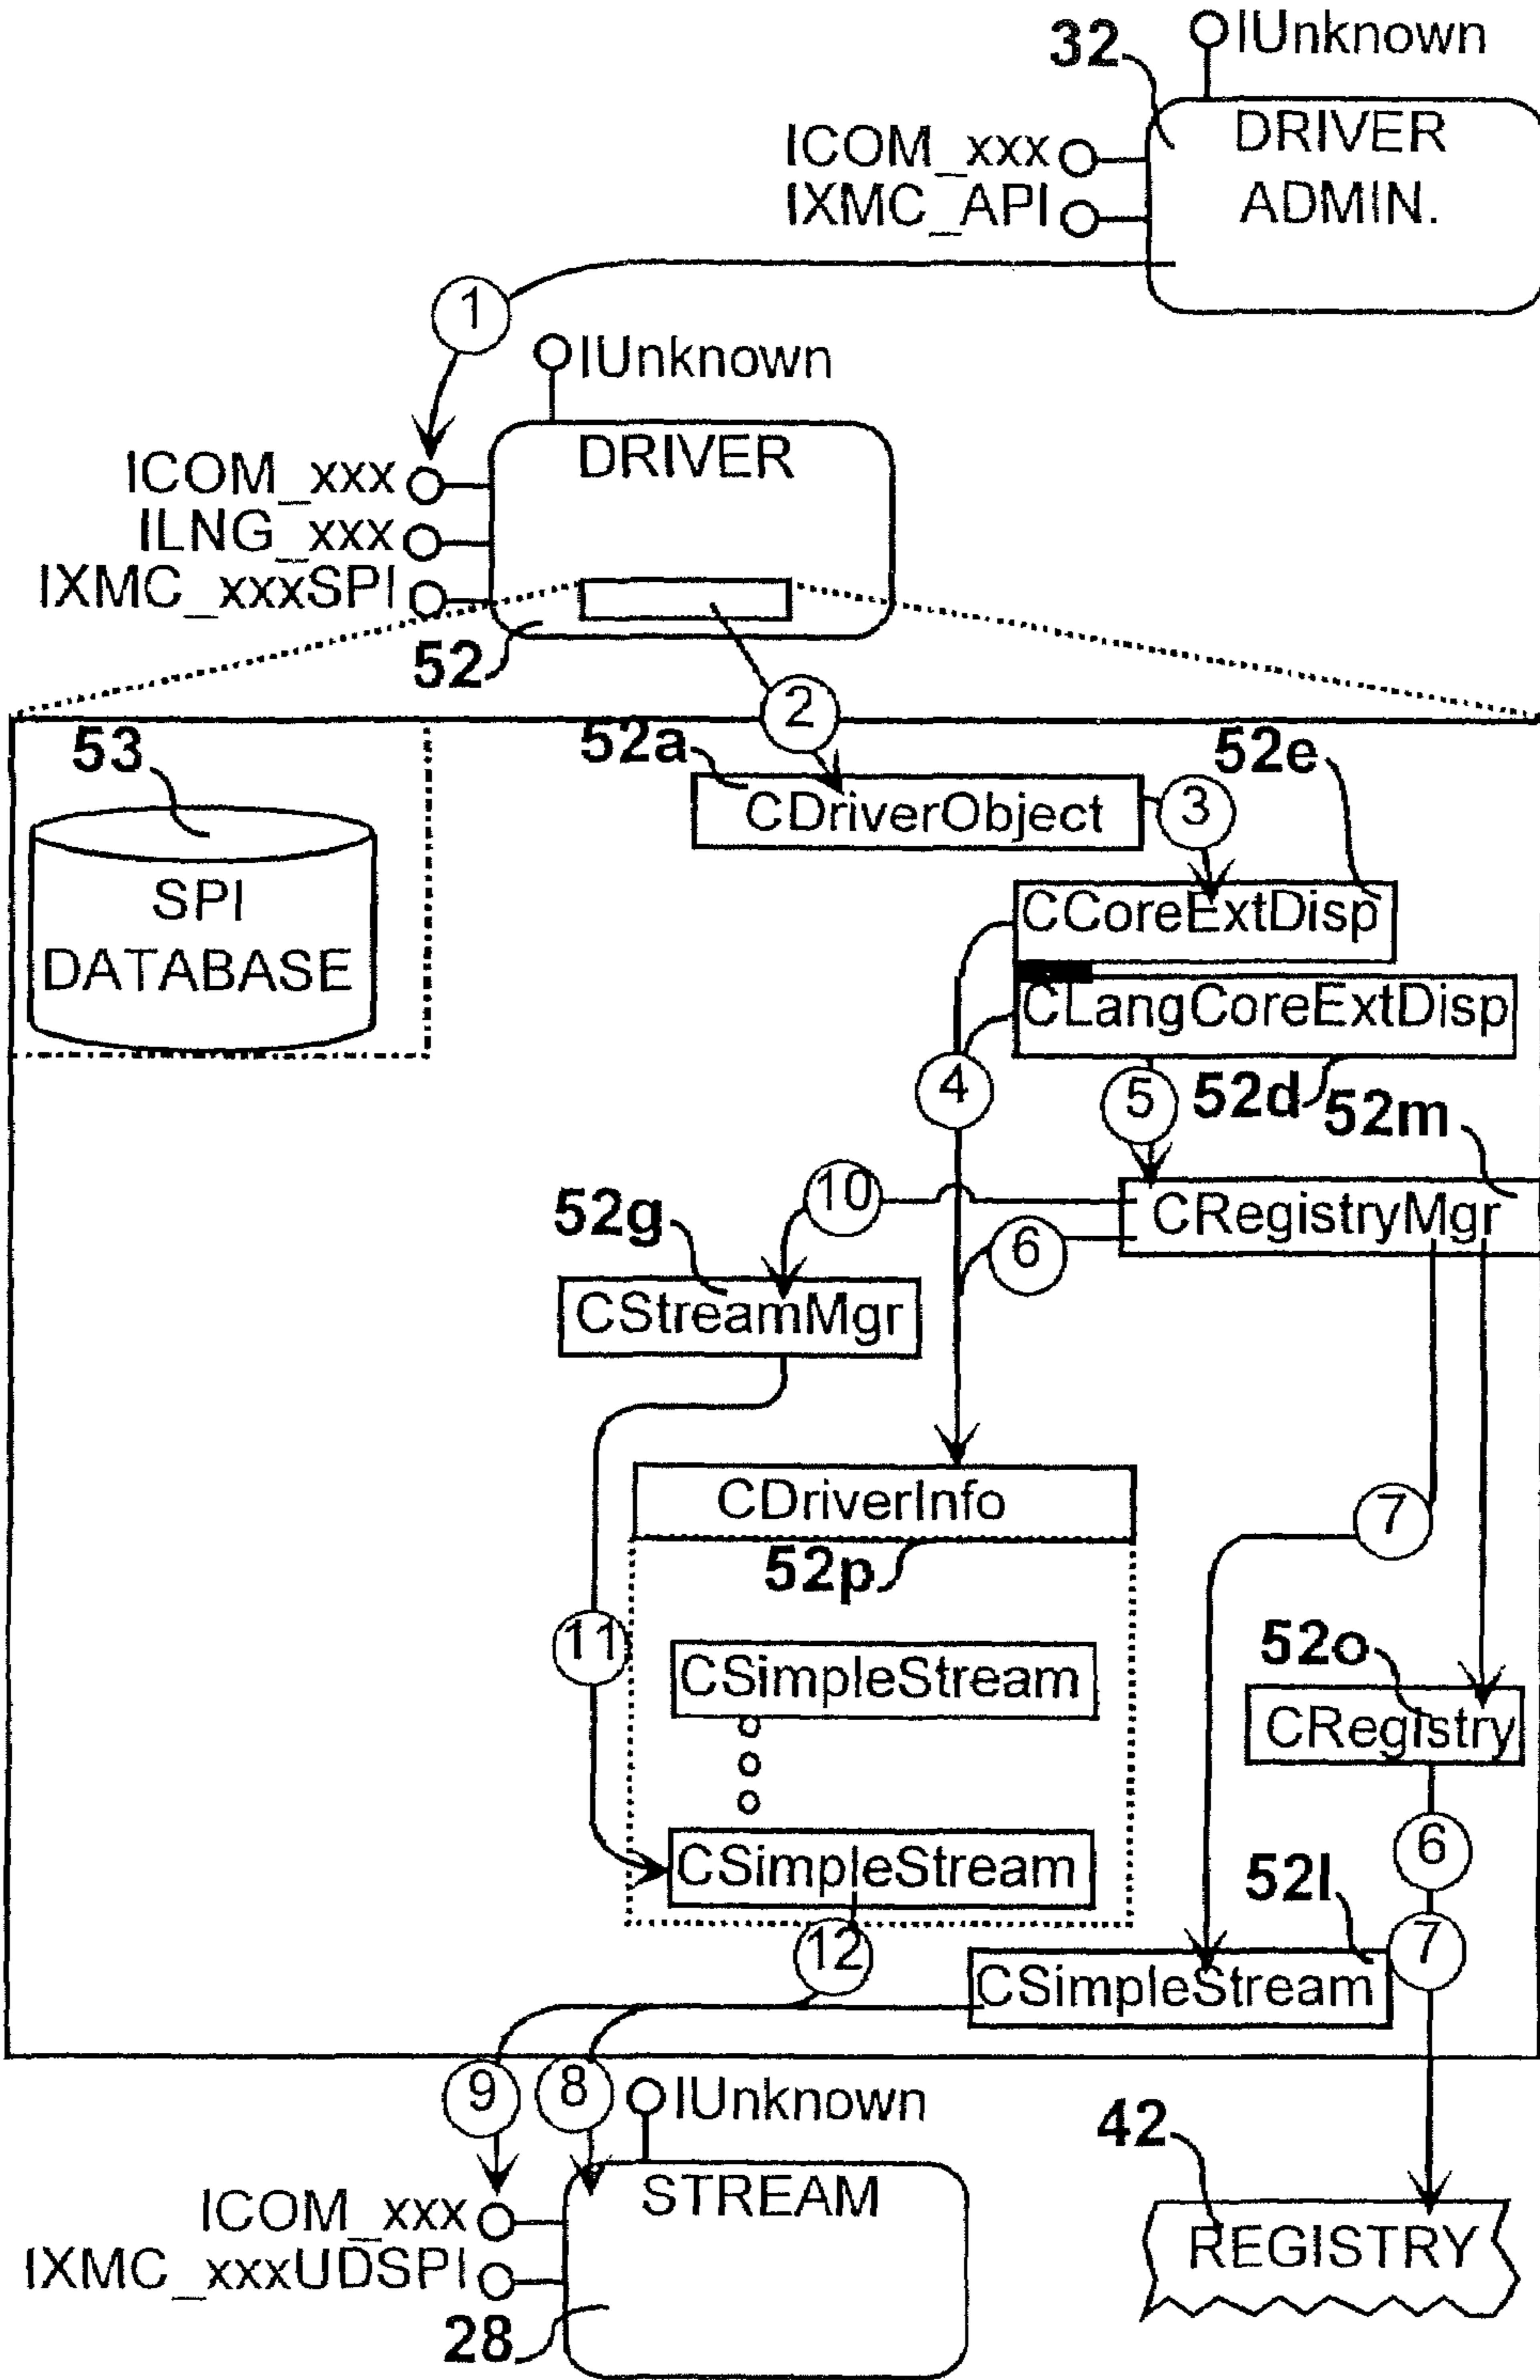 IUnknown
32
DRIVER
ADMIN.
ICOM_xxx
IXMC_API
1
IUnknown
DRIVER
ICOM_xxx
ILNG_xxx
IXMC_xxxSPI
52
2
53
52a
52e
CDriverObject
3
SPI
DATABASE
CCoreExtDisp
CLangCoreExtDisp
4
5
52d
52m
10
52g
CRegistryMgr
6
CStreamMgr
CDriverInfo
7
52p
11
52o
CSimpleStream
CRegistry
6
CSimpleStream
52l
12
7
CSimpleStream
9
8
IUnknown
42
STREAM
ICOM_xxx
REGISTRY
IXMC_xxxUDSPI
28